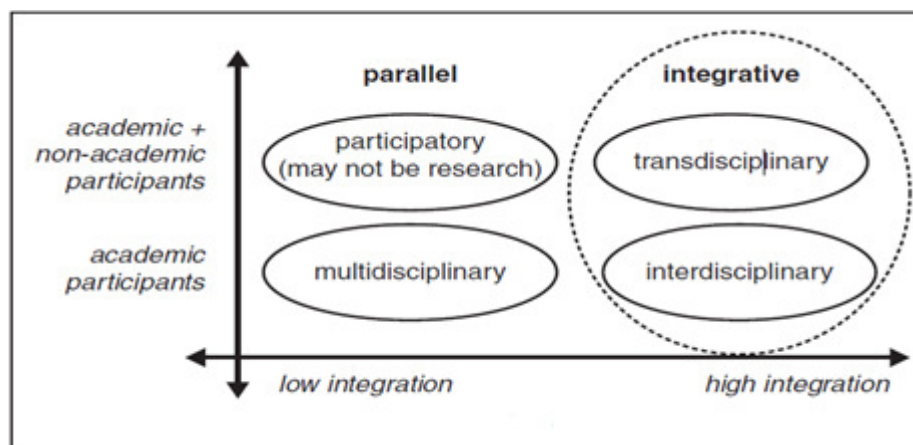 parallel
integrative
academic +
non-academic
participants
participatory
(may not be research)
transdisciplinary
academic
participants
multidisciplinary
interdisciplinary
low integration
high integration